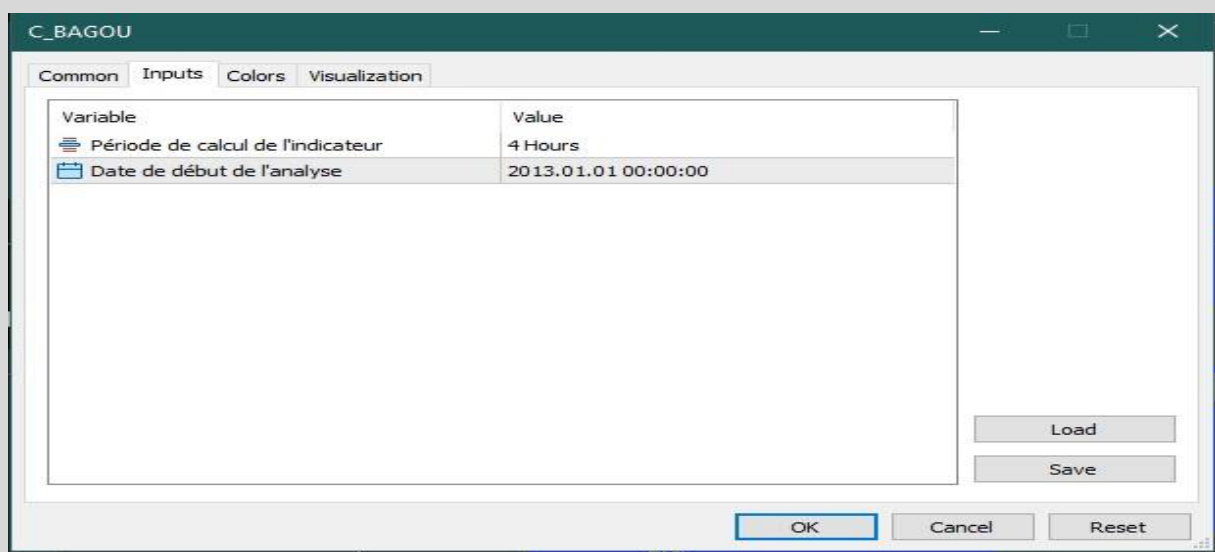 C_BAGOU
Common Inputs Colors Visualization
Variable Value
Période de calcul de l'indicateur 4 Hours
Date de début de l'analyse 2013.01.01 00:00:00
Load
Save
OK Cancel Reset